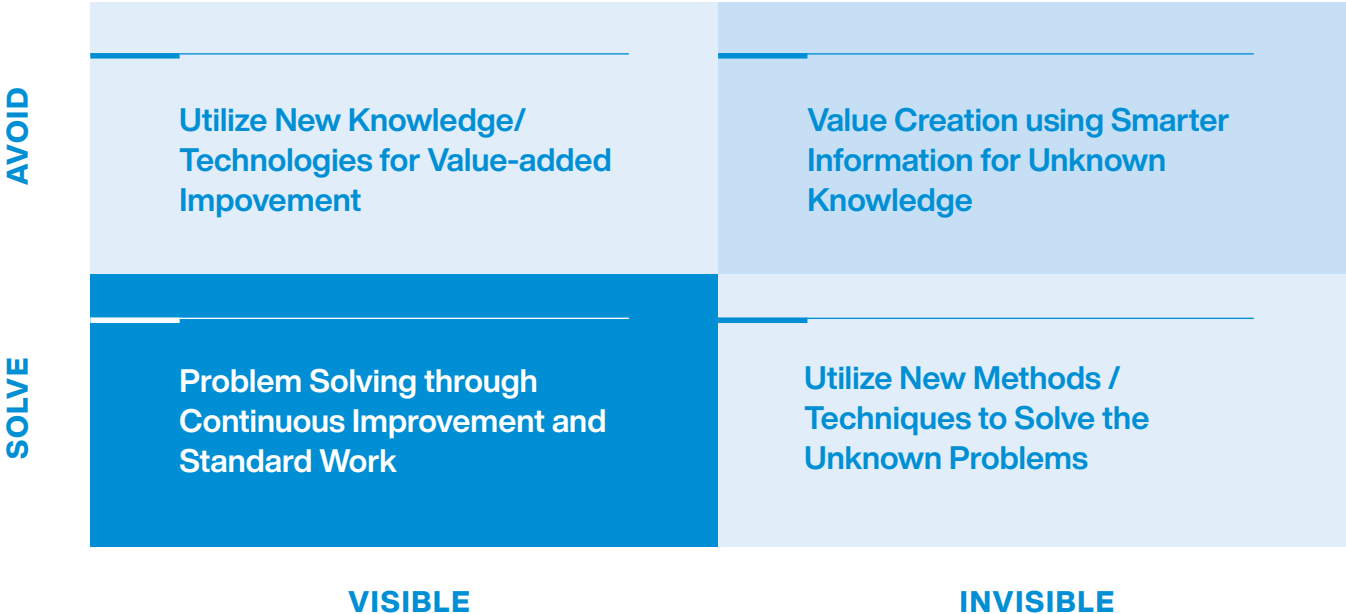 AVOID
Utilize New Knowledge/
Technologies for Value-added
Impovement
Value Creation using Smarter
Information for Unknown
Knowledge
SOLVE
Problem Solving through
Continuous Improvement and
Standard Work
Utilize New Methods /
Techniques to Solve the
Unknown Problems
VISIBLE
INVISIBLE